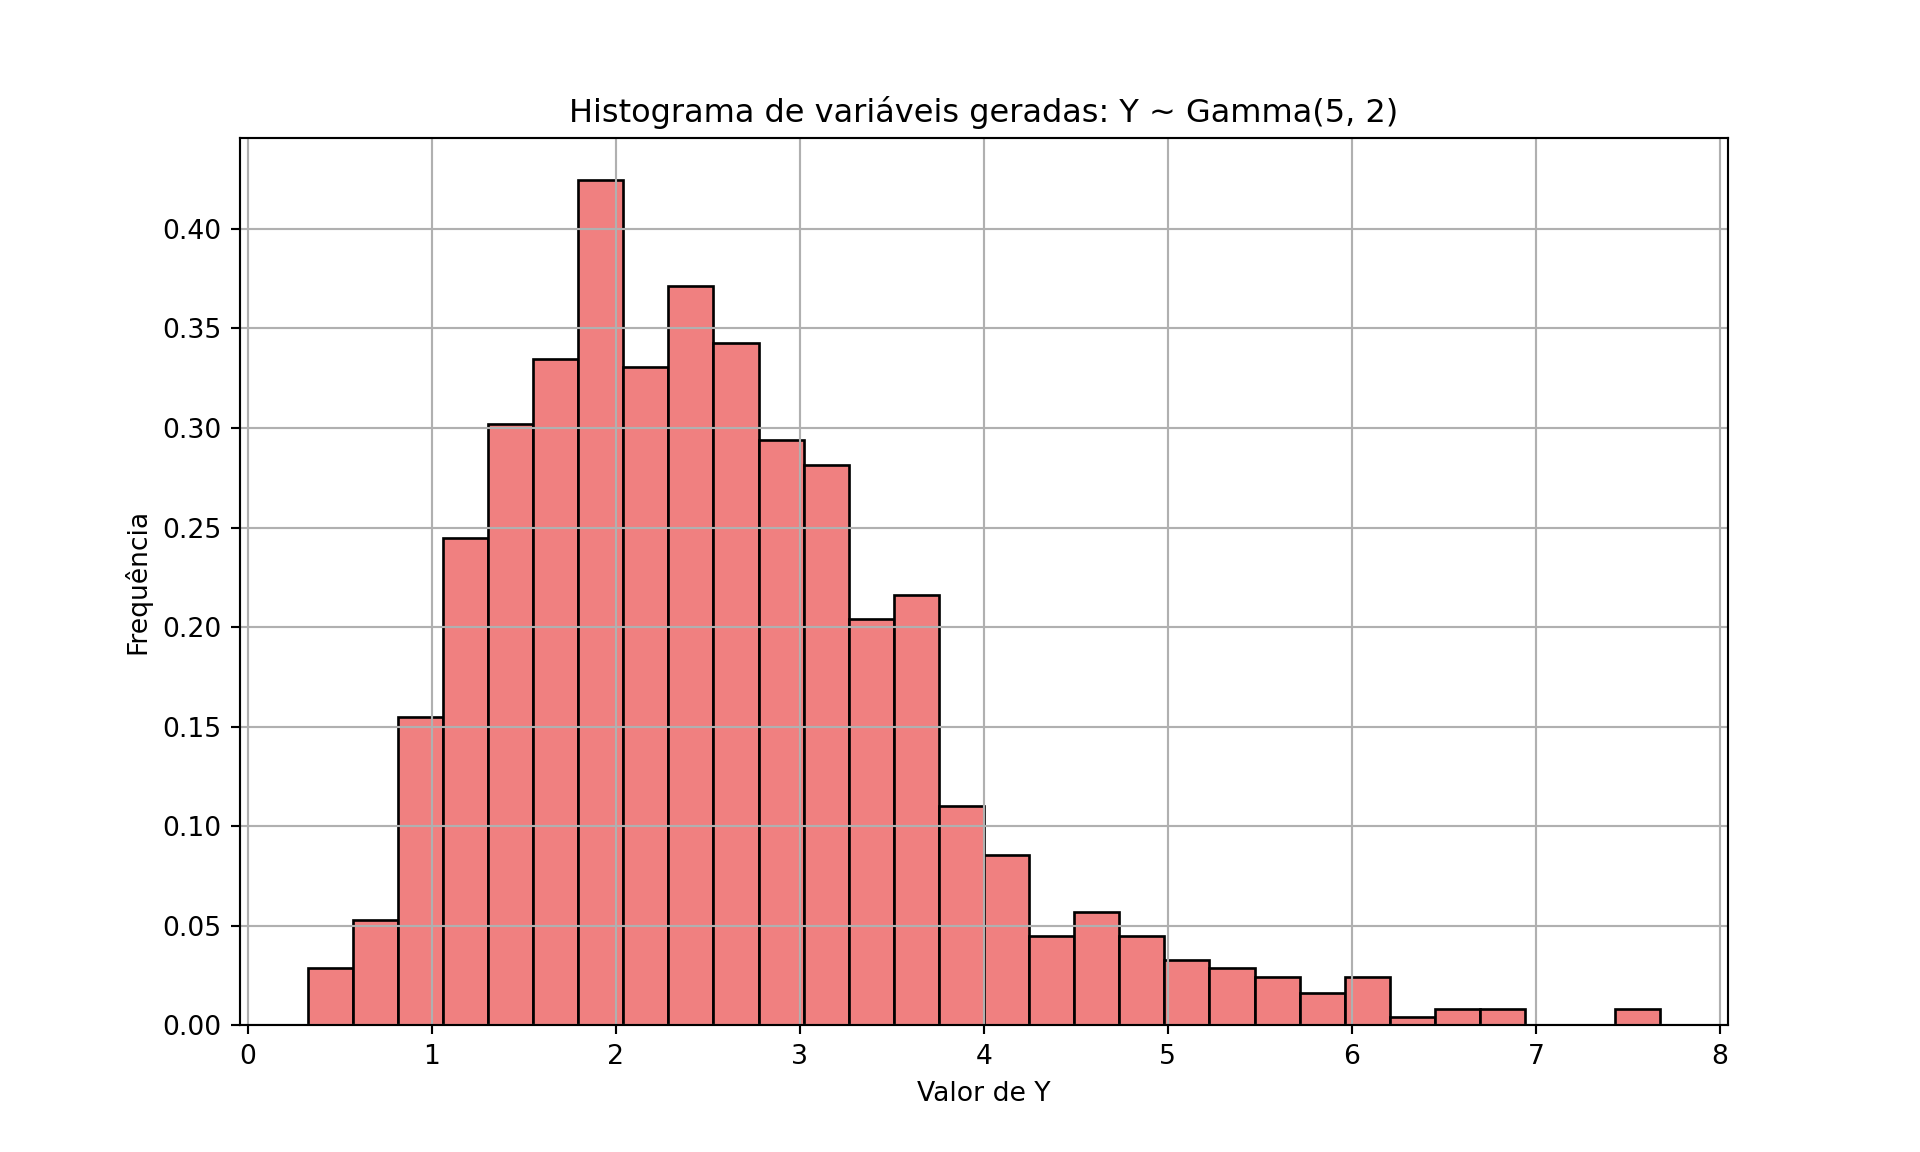 Histograma de variáveis geradas: Y ~ Gamma(5, 2)
0.40
0.35
0.30
0.25
0.20
0.15
0.10
0.05
0.00
Frequência
0 1 2 3 4 5 6 7 8
Valor de Y